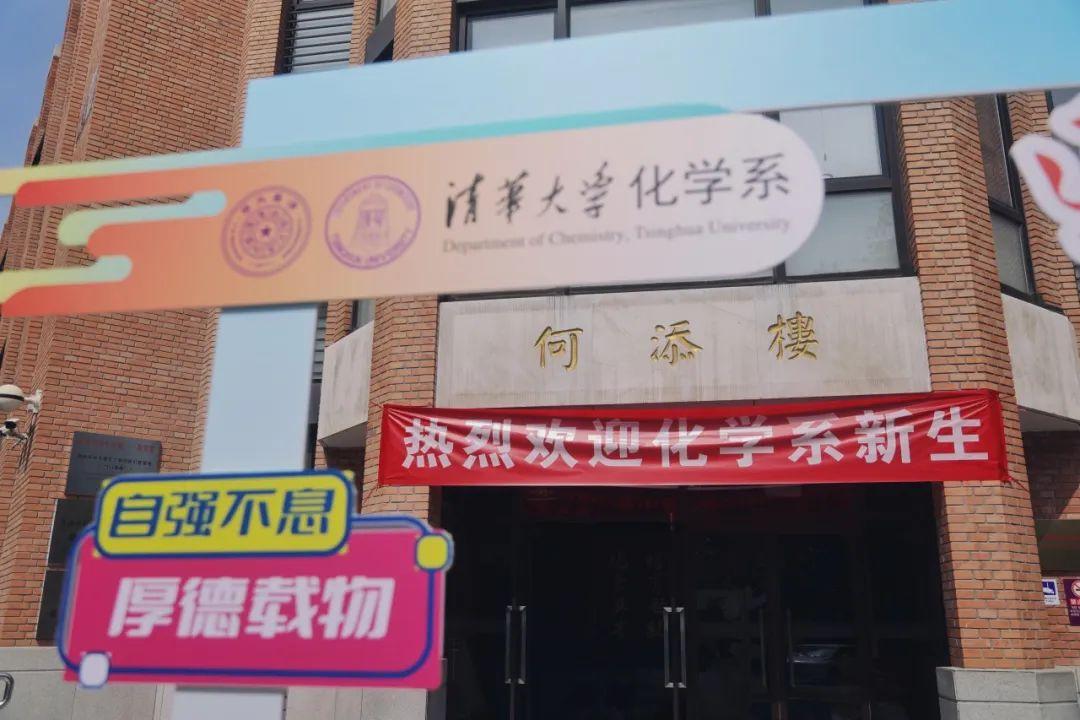 清華大学 化学系
Department of Chemistry, Tsinghua University
何添樓
热烈欢迎化学系新生
自强不息
厚德载物